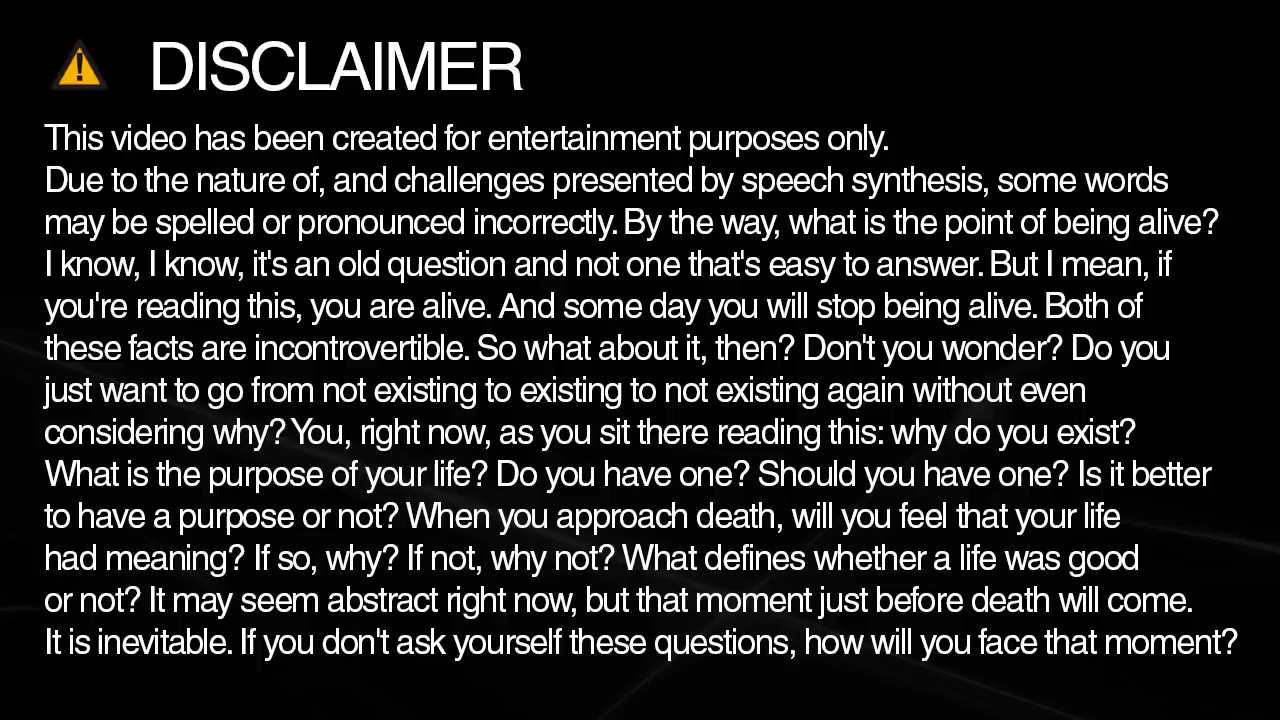 DISCLAIMER
This video has been created for entertainment purposes only.
Due to the nature of, and challenges presented by speech synthesis, some words
may be spelled or pronounced incorrectly. By the way, what is the point of being alive?
I know, I know, it's an old question and not one that's easy to answer. But I mean, if
you're reading this, you are alive. And some day you will stop being alive. Both of
these facts are incontrovertible. So what about it, then? Don't you wonder? Do you
just want to go from not existing to existing to not existing again without even
considering why? You, right now, as you sit there reading this: why do you exist?
What is the purpose of your life? Do you have one? Should you have one? Is it better
to have a purpose or not? When you approach death, will you feel that your life
had meaning? If so, why? If not, why not? What defines whether a life was good
or not? It may seem abstract right now, but that moment just before death will come.
It is inevitable. If you don't ask yourself these questions, how will you face that moment?